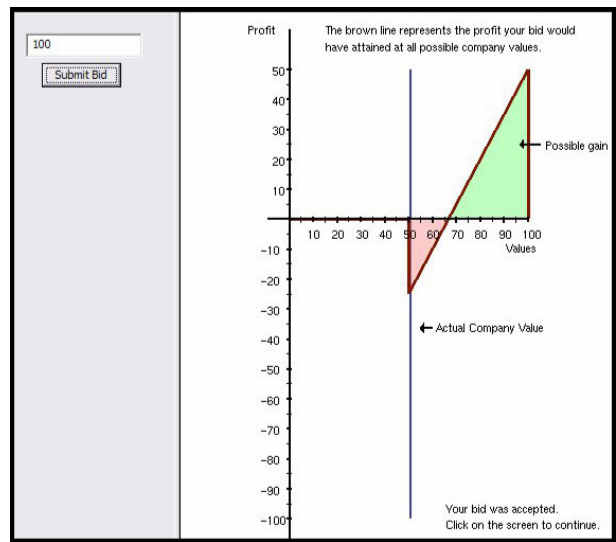 100
Submit Bid
Profit
The brown line represents the profit your bid would
have attained at all possible company values.
50
40
30
20
10
-10
-20
-30
-40
-50
-60
-70
-80
-90
-100
10 20 30 40 50 60 70 80 90 100
Values
Possible gain
Actual Company Value
Your bid was accepted.
Click on the screen to continue.